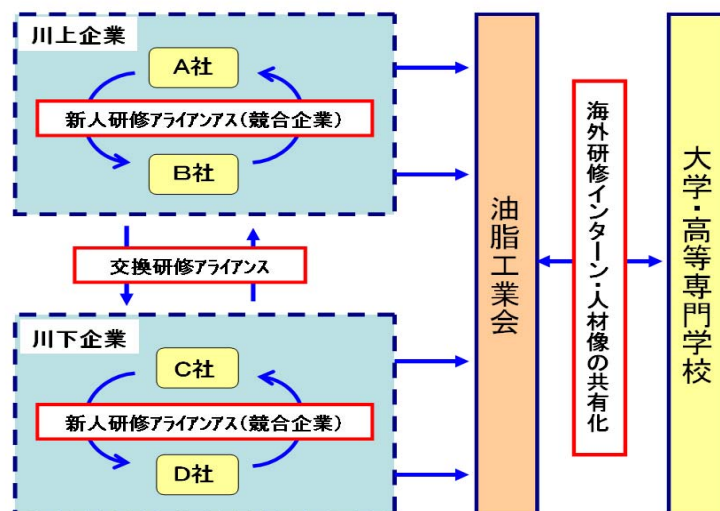 川上企業
A社
新人研修アライアンアス(競合企業)
B社
交換研修アライアンス
川下企業
C社
新人研修アライアンアス(競合企業)
D社
油脂工業会
海外研修インターン・人材像の共有化
大学・高等専門学校